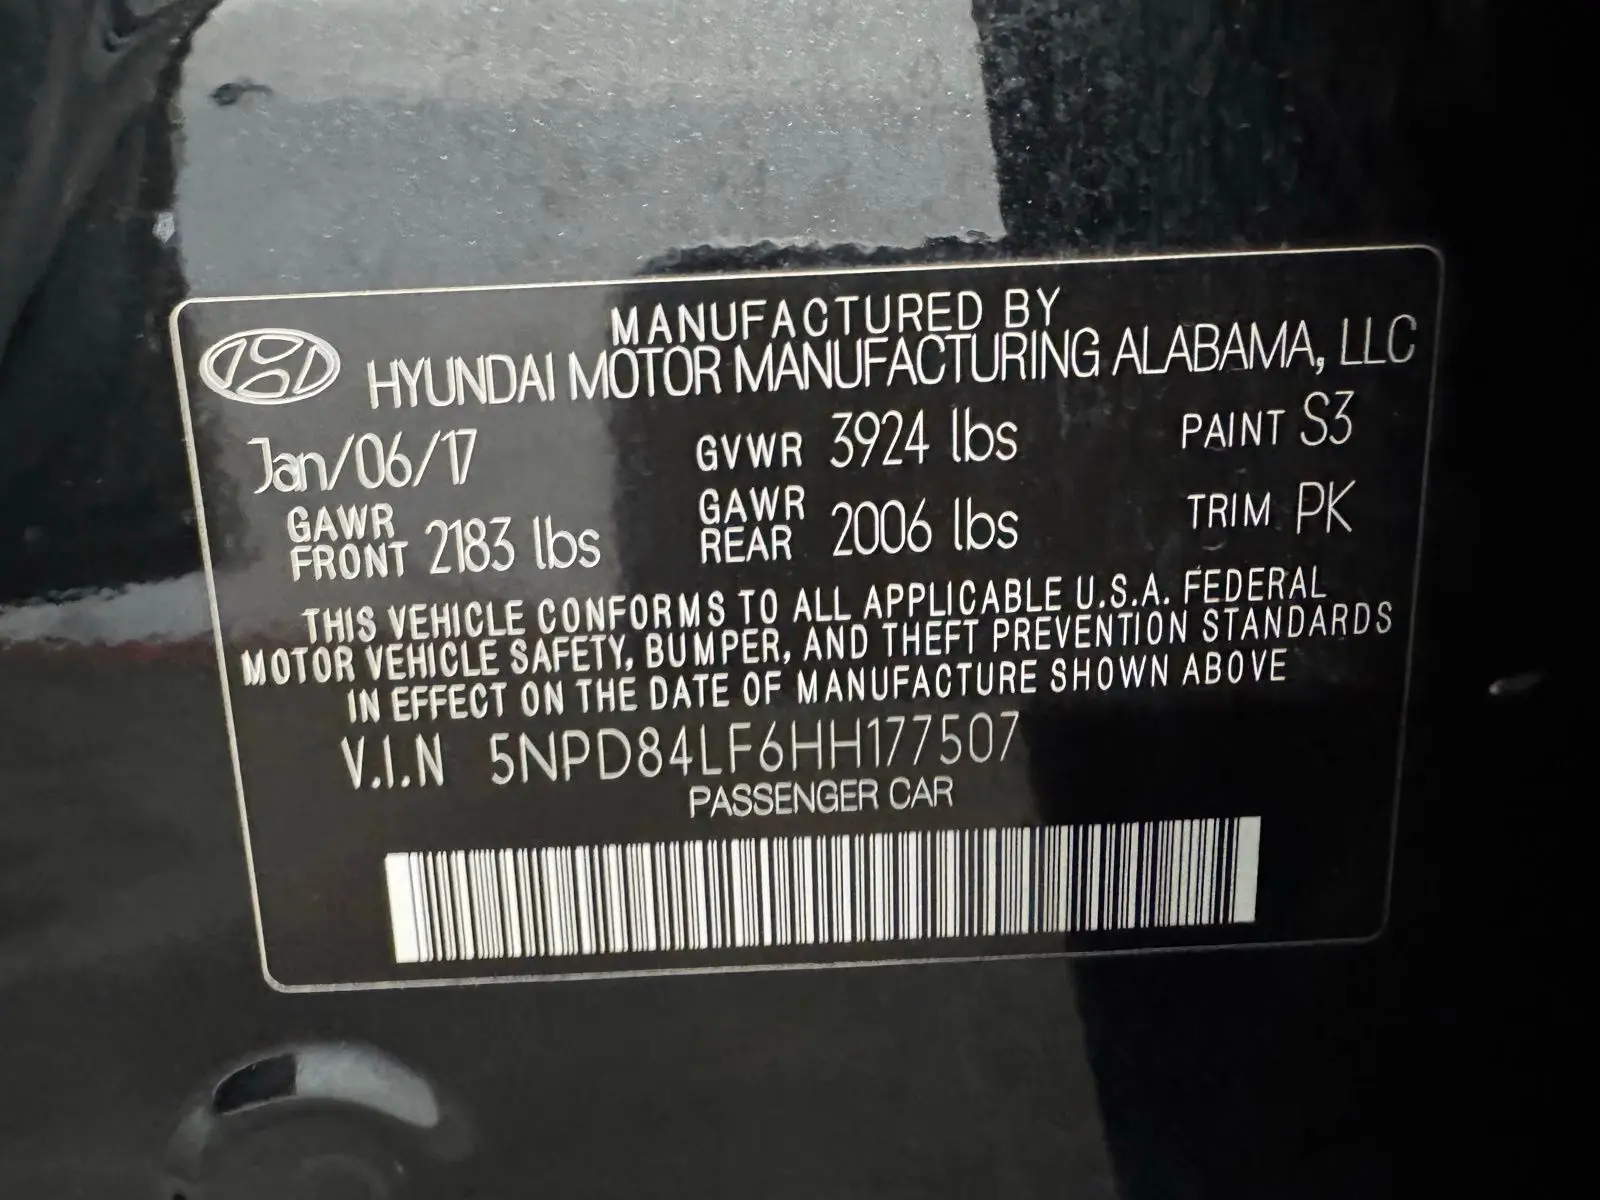 MANUFACTURED BY
HYUNDAI MOTOR MANUFACTURING ALABAMA, LLC
Jan/06/17 GVWR 3924 lbs PAINT S3
GAWR FRONT 2183 lbs GAWR REAR 2006 lbs TRIM PK
THIS VEHICLE CONFORMS TO ALL APPLICABLE U.S.A. FEDERAL
MOTOR VEHICLE SAFETY, BUMPER, AND THEFT PREVENTION STANDARDS
IN EFFECT ON THE DATE OF MANUFACTURE SHOWN ABOVE
V.I.N 5NPD84LF6HH177507
PASSENGER CAR